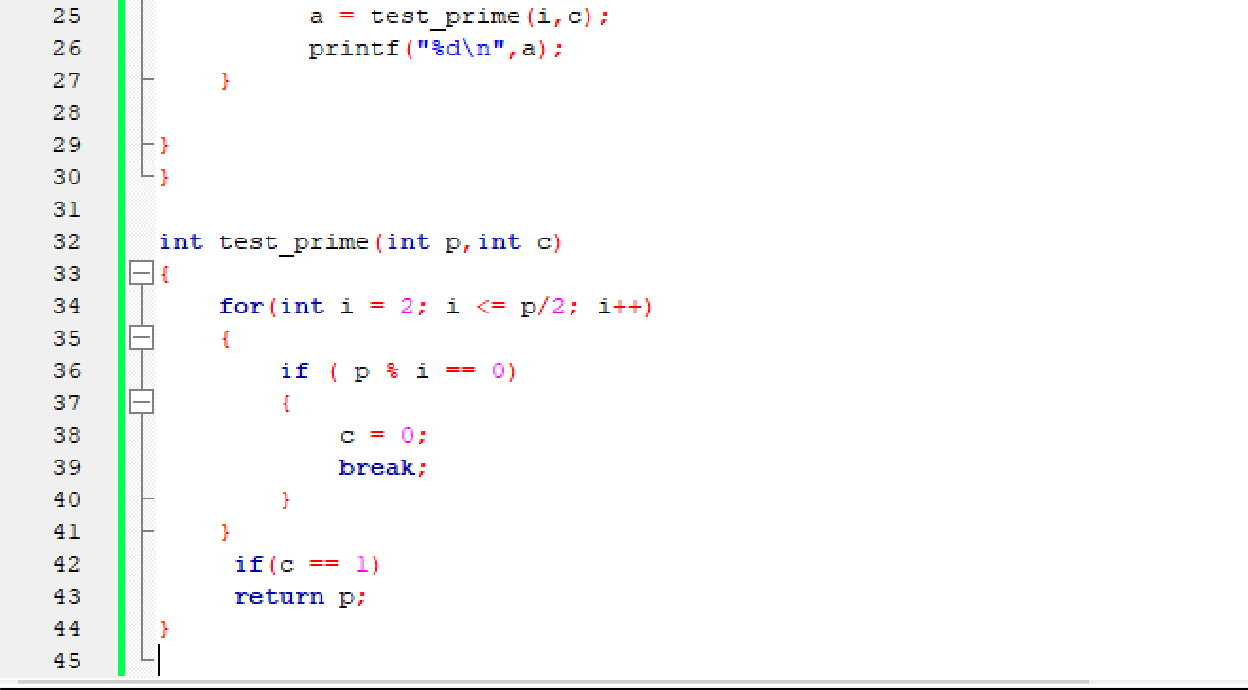 25 a = test_prime(i,c);
26 printf("%d\n",a);
27 }
28
29 }
30 }
31
32 int test_prime(int p,int c)
33 {
34 for(int i = 2; i <= p/2; i++)
35 {
36 if ( p % i == 0)
37 {
38 c = 0;
39 break;
40 }
41 }
42 if(c == 1)
43 return p;
44 }
45